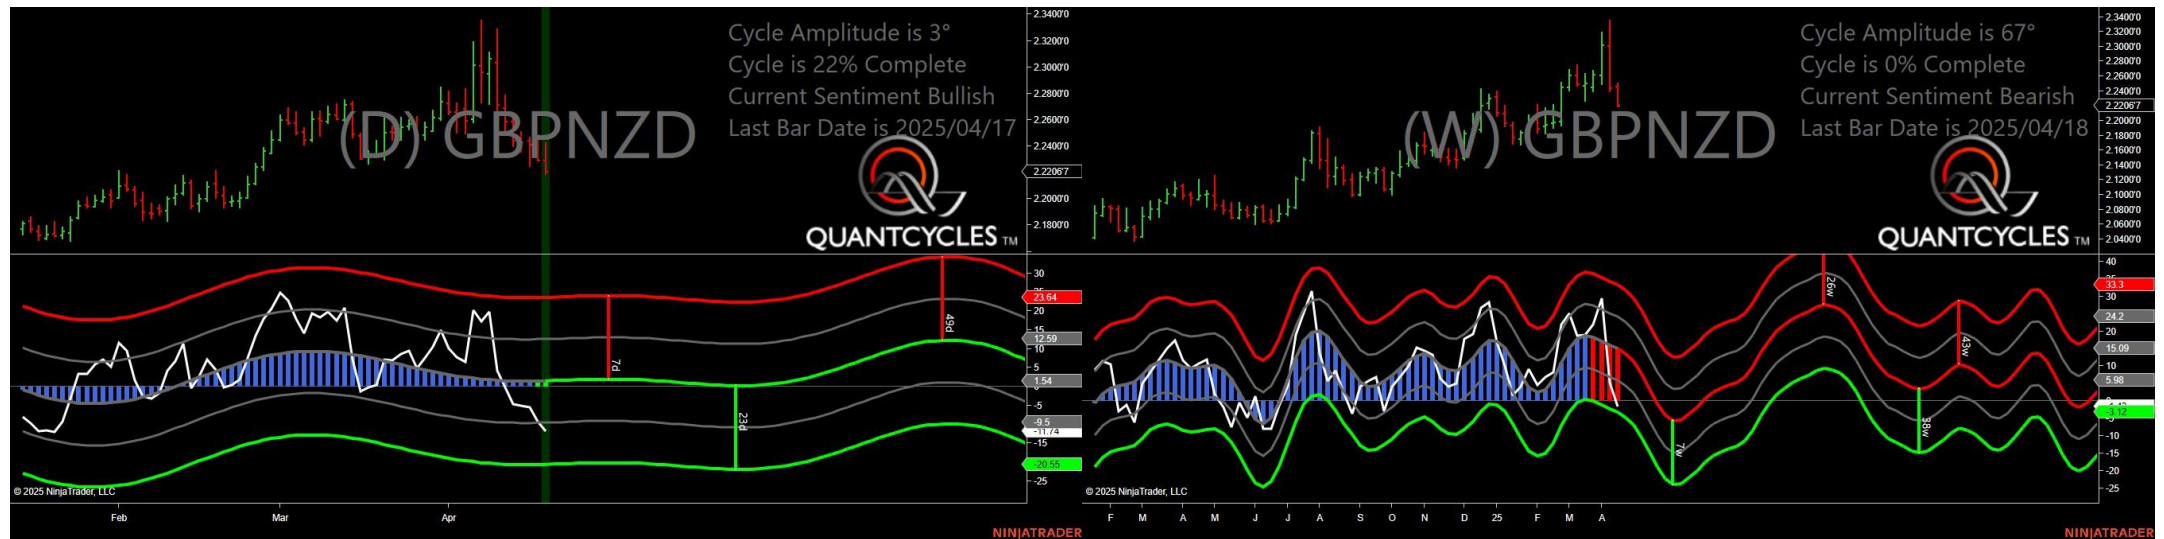 Cycle Amplitude is 3°
Cycle is 22% Complete
Current Sentiment Bullish
Last Bar Date is 2025/04/17
(D) GBPNZD
QUANTCYCLES TM
2.3400'0
2.3200'0
2.3000'0
2.2800'0
2.2600'0
2.2400'0
2.2206'7
2.2000'0
2.1800'0
30
23.64
20
15
12.59
10
5
1.54
-5
-9.5
-11.74
-15
-20.55
-25
7d
23d
49d
© 2025 NinjaTrader, LLC
Feb Mar Apr
NINJATRADER
Cycle Amplitude is 67°
Cycle is 0% Complete
Current Sentiment Bearish
Last Bar Date is 2025/04/18
(W) GBPNZD
QUANTCYCLES TM
2.3400'0
2.3200'0
2.3000'0
2.2800'0
2.2600'0
2.2400'0
2.2206'7
2.2000'0
2.1800'0
2.1600'0
2.1400'0
2.1200'0
2.1000'0
2.0800'0
2.0600'0
2.0400'0
40
33.3
30
24.2
20
15.09
10
5.98
-3.12
-10
-15
-20
-25
26w
43w
7w
38w
© 2025 NinjaTrader, LLC
F M A M J J A S O N D 25 F M A
NINJATRADER